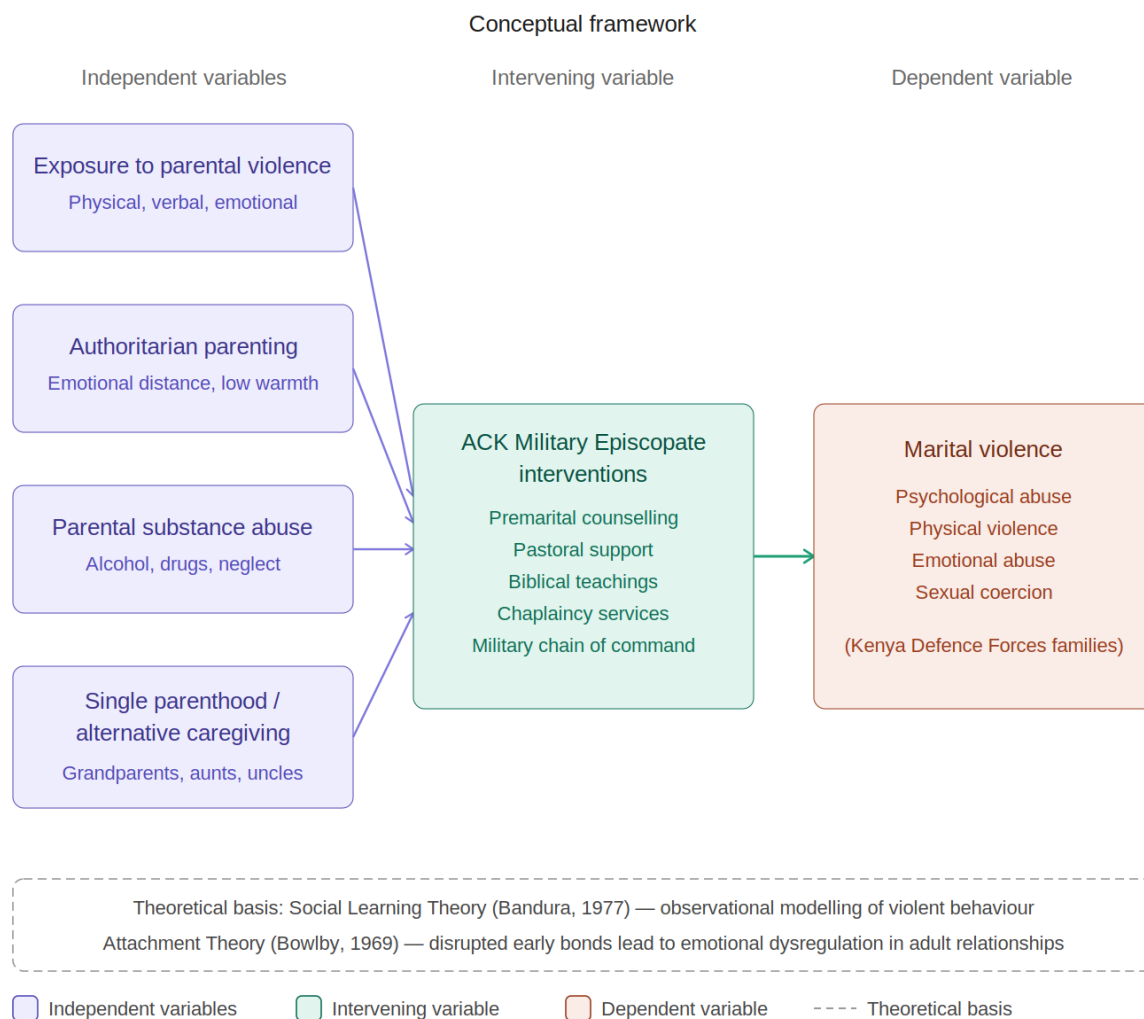 Conceptual framework
Independent variables
Intervening variable
Dependent variable
Exposure to parental violence
Physical, verbal, emotional
Authoritarian parenting
Emotional distance, low warmth
Parental substance abuse
Alcohol, drugs, neglect
Single parenthood /
alternative caregiving
Grandparents, aunts, uncles
ACK Military Episcopate
interventions
Premarital counselling
Pastoral support
Biblical teachings
Chaplaincy services
Military chain of command
Marital violence
Psychological abuse
Physical violence
Emotional abuse
Sexual coercion
(Kenya Defence Forces families)
Theoretical basis: Social Learning Theory (Bandura, 1977) — observational modelling of violent behaviour
Attachment Theory (Bowlby, 1969) — disrupted early bonds lead to emotional dysregulation in adult relationships
Independent variables
Intervening variable
Dependent variable
Theoretical basis